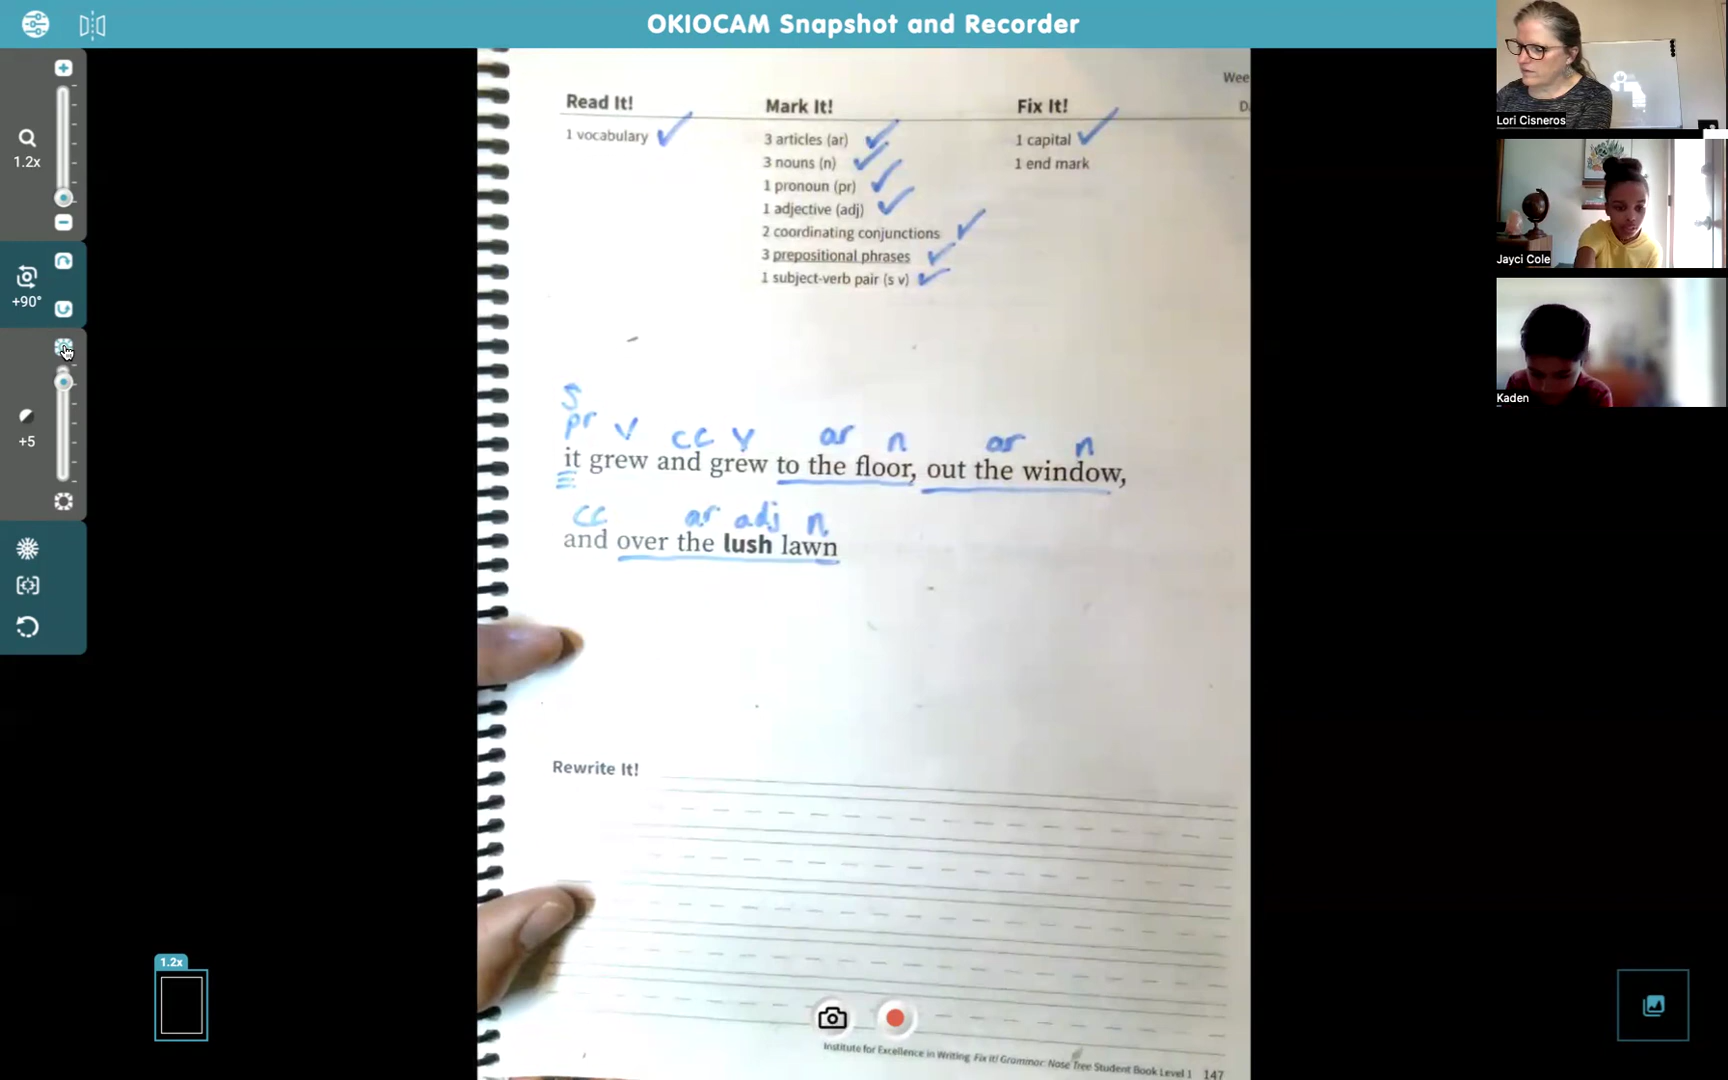 OKIOCAM Snapshot and Recorder
1.2x
+90°
+5
1.2x
Wee
Read It!
1 vocabulary ✓
Mark It!
3 articles (ar) ✓
3 nouns (n) ✓
1 pronoun (pr) ✓
1 adjective (adj) ✓
2 coordinating conjunctions ✓
3 prepositional phrases ✓
1 subject-verb pair (s v) ✓
Fix It!
1 capital ✓
1 end mark
s
pr v cc v ar n ar n
it grew and grew to the floor, out the window,
cc ar adj n
and over the lush lawn
Rewrite It!
Institute for Excellence in Writing Fix It! Grammar: Nose Tree Student Book Level 1 147
Lori Cisneros
Jayci Cole
Kaden